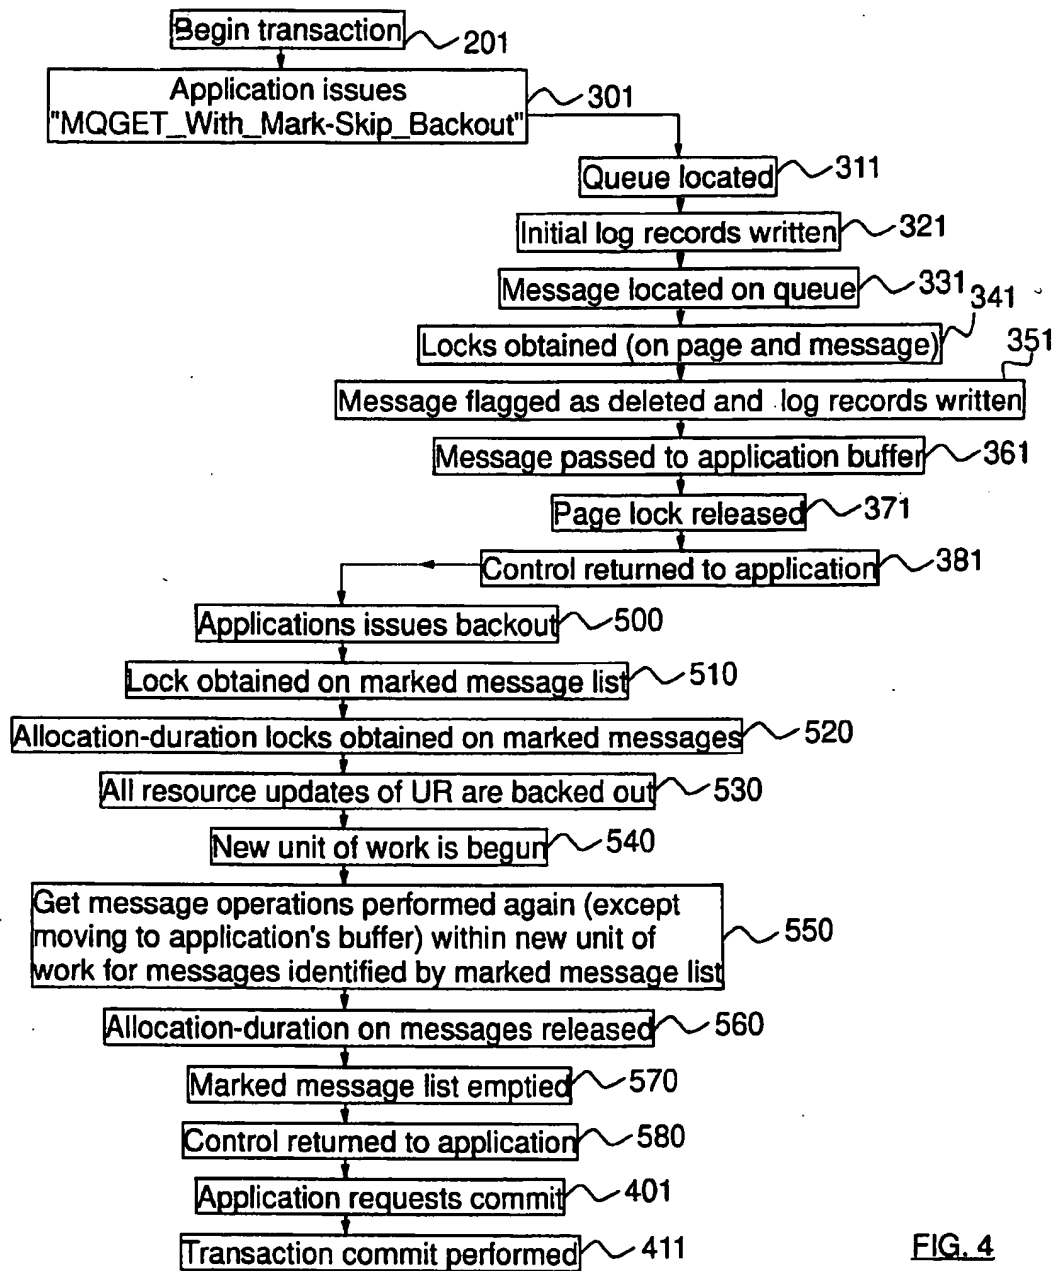 Begin transaction
201
Application issues
"MQGET_With_Mark-Skip_Backout"
301
Queue located
311
Initial log records written
321
Message located on queue
331
Locks obtained (on page and message)
341
Message flagged as deleted and log records written
351
Message passed to application buffer
361
Page lock released
371
Control returned to application
381
Applications issues backout
500
Lock obtained on marked message list
510
Allocation-duration locks obtained on marked messages
520
All resource updates of UR are backed out
530
New unit of work is begun
540
Get message operations performed again (except
moving to application's buffer) within new unit of
work for messages identified by marked message list
550
Allocation-duration on messages released
560
Marked message list emptied
570
Control returned to application
580
Application requests commit
401
Transaction commit performed
411
FIG. 4